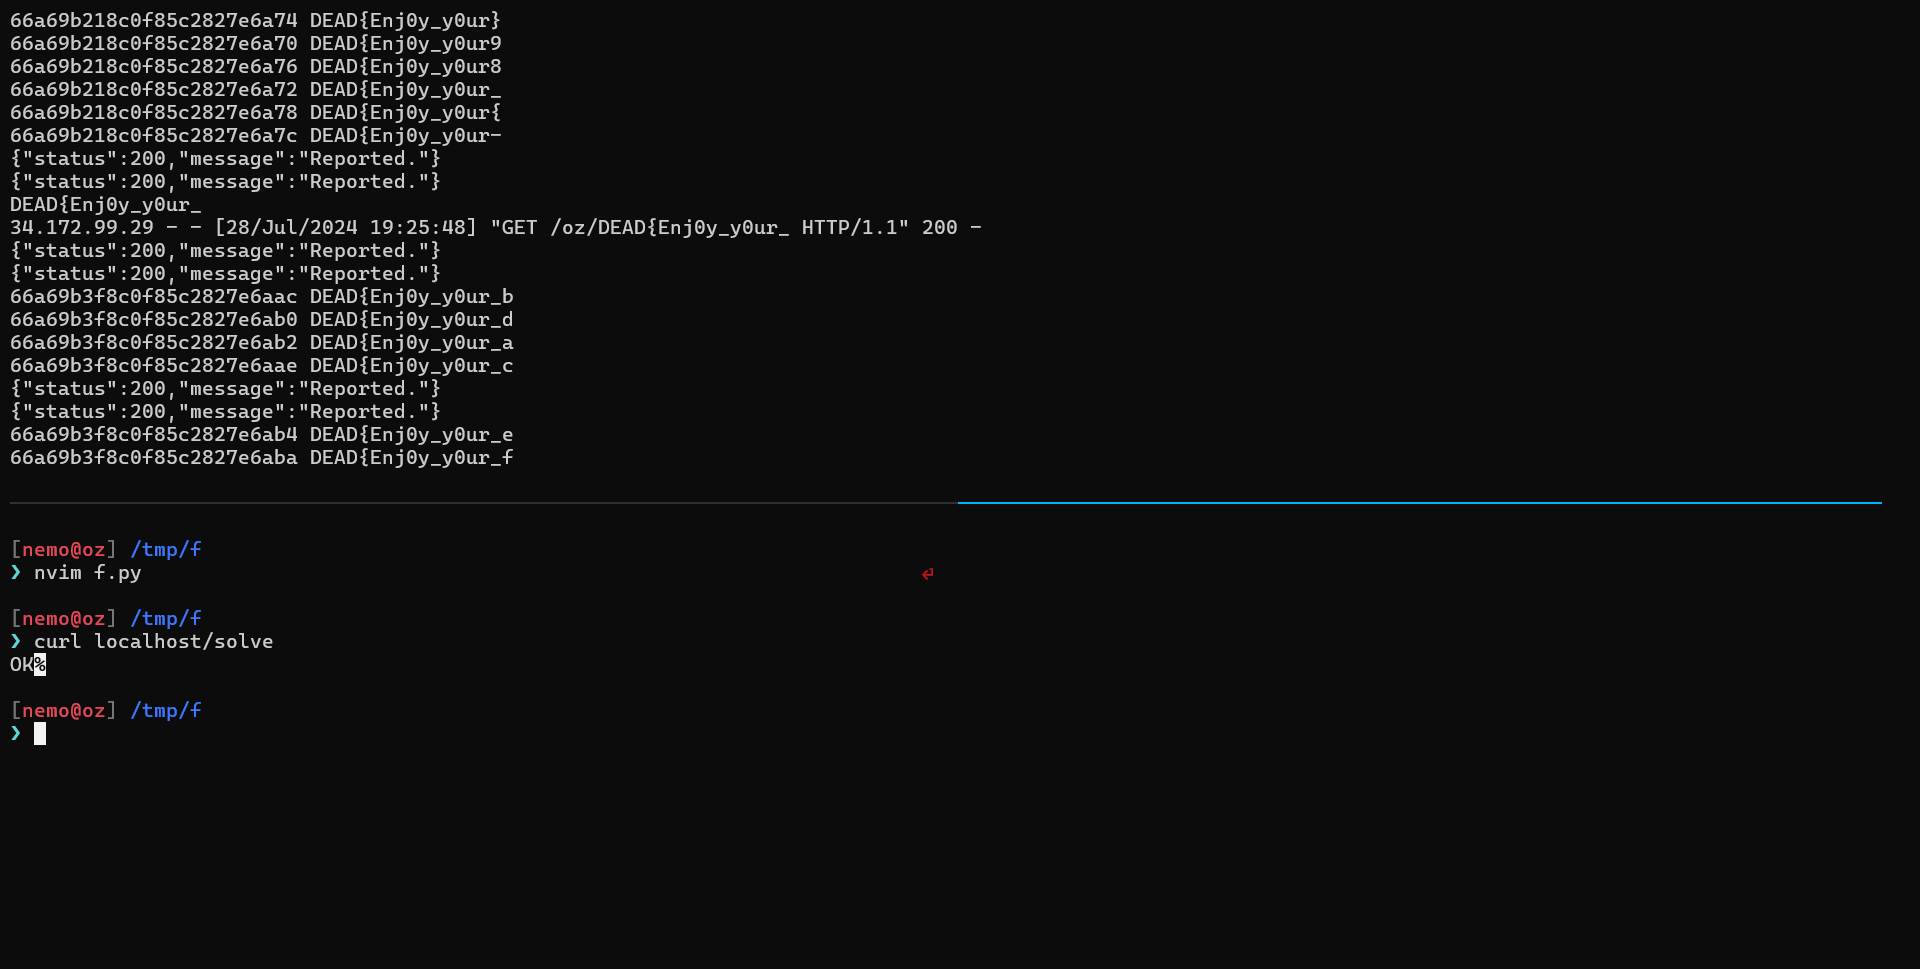 66a69b218c0f85c2827e6a74 DEAD{Enj0y_y0ur}
66a69b218c0f85c2827e6a70 DEAD{Enj0y_y0ur9
66a69b218c0f85c2827e6a76 DEAD{Enj0y_y0ur8
66a69b218c0f85c2827e6a72 DEAD{Enj0y_y0ur_
66a69b218c0f85c2827e6a78 DEAD{Enj0y_y0ur{
66a69b218c0f85c2827e6a7c DEAD{Enj0y_y0ur-
{"status":200,"message":"Reported."}
{"status":200,"message":"Reported."}
DEAD{Enj0y_y0ur_
34.172.99.29 - - [28/Jul/2024 19:25:48] "GET /oz/DEAD{Enj0y_y0ur_ HTTP/1.1" 200 -
{"status":200,"message":"Reported."}
{"status":200,"message":"Reported."}
66a69b3f8c0f85c2827e6aac DEAD{Enj0y_y0ur_b
66a69b3f8c0f85c2827e6ab0 DEAD{Enj0y_y0ur_d
66a69b3f8c0f85c2827e6ab2 DEAD{Enj0y_y0ur_a
66a69b3f8c0f85c2827e6aae DEAD{Enj0y_y0ur_c
{"status":200,"message":"Reported."}
{"status":200,"message":"Reported."}
66a69b3f8c0f85c2827e6ab4 DEAD{Enj0y_y0ur_e
66a69b3f8c0f85c2827e6aba DEAD{Enj0y_y0ur_f
[nemo@oz] /tmp/f
❯ nvim f.py ↵
[nemo@oz] /tmp/f
❯ curl localhost/solve
OK%
[nemo@oz] /tmp/f
❯